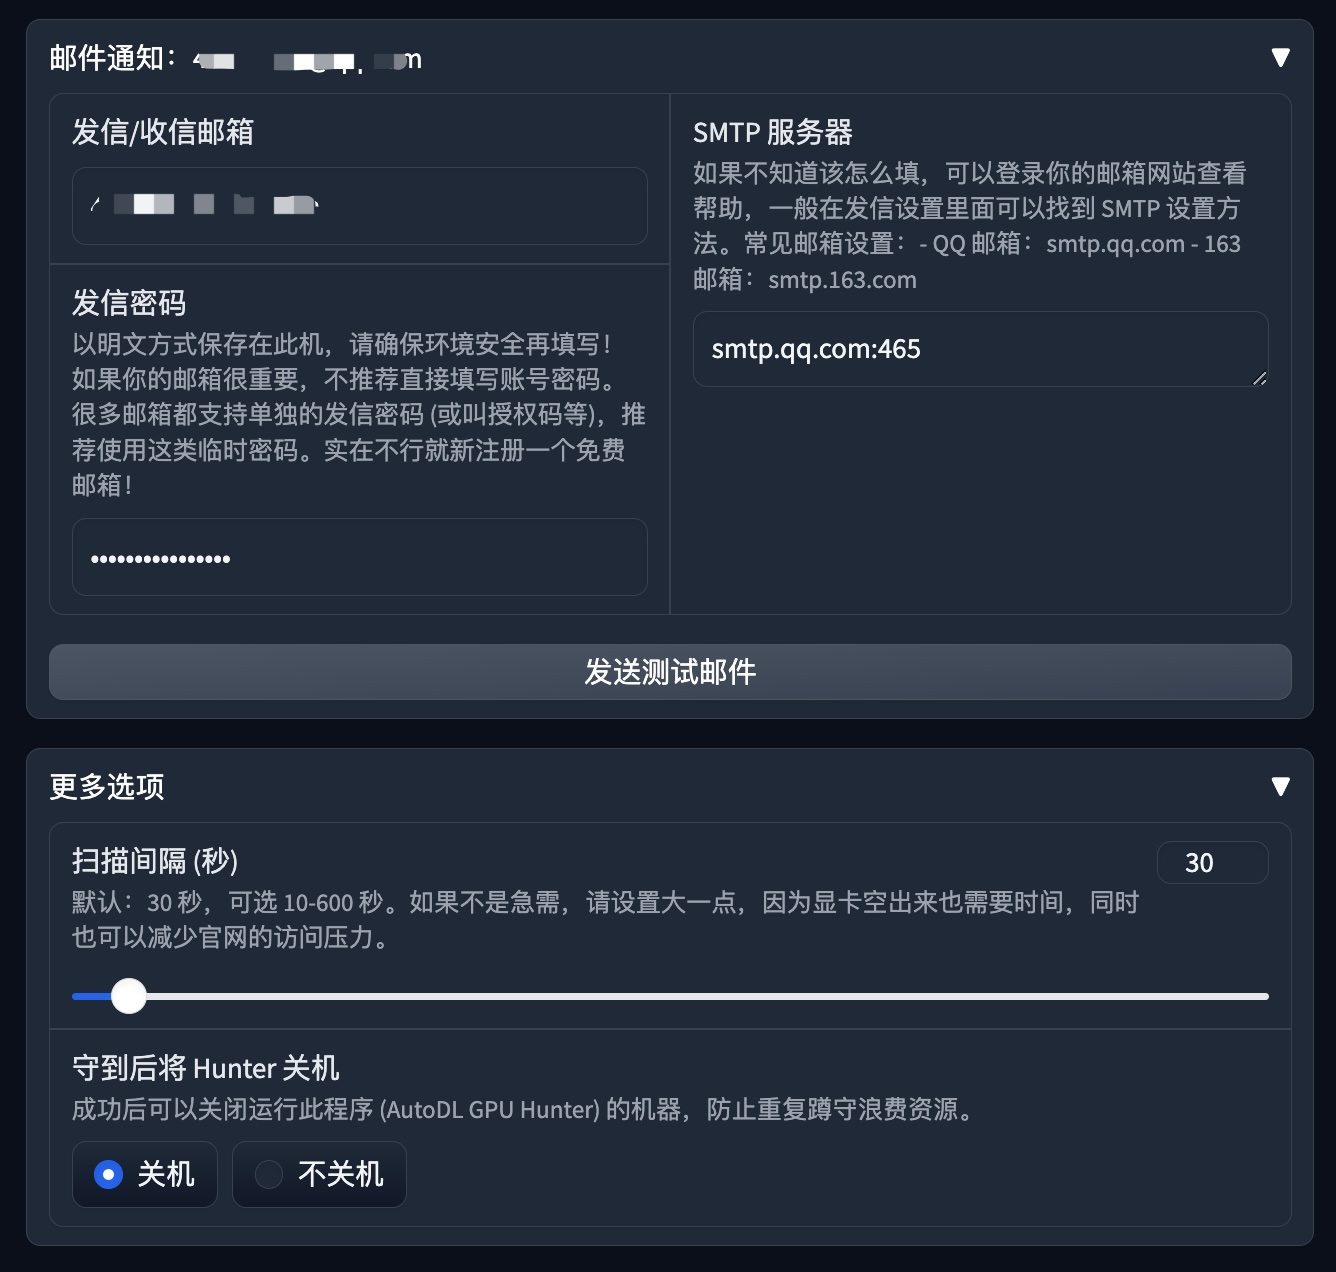 邮件通知：
▼
发信/收信邮箱
发信密码
以明文方式保存在此机，请确保环境安全再填写！
如果你的邮箱很重要，不推荐直接填写账号密码。
很多邮箱都支持单独的发信密码 (或叫授权码等)，推
荐使用这类临时密码。实在不行就新注册一个免费
邮箱！
••••••••••••••••
SMTP 服务器
如果不知道该怎么填，可以登录你的邮箱网站查看
帮助，一般在发信设置里面可以找到 SMTP 设置方
法。常见邮箱设置：- QQ 邮箱：smtp.qq.com - 163
邮箱：smtp.163.com
smtp.qq.com:465
发送测试邮件
更多选项
▼
扫描间隔 (秒)
30
默认：30 秒，可选 10-600 秒。如果不是急需，请设置大一点，因为显卡空出来也需要时间，同时
也可以减少官网的访问压力。
守到后将 Hunter 关机
成功后可以关闭运行此程序 (AutoDL GPU Hunter) 的机器，防止重复蹲守浪费资源。
关机
不关机